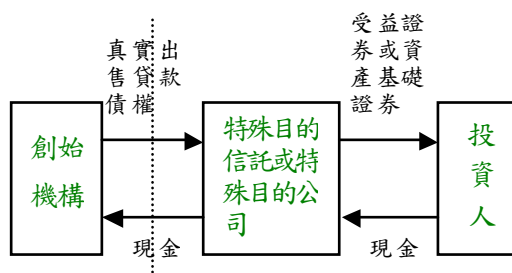 真實出
售貸款
債權
受益證
券或資
產基礎
證券
創始
機構
特殊目的
信託或特
殊目的公
司
投
資
人
現金
現金